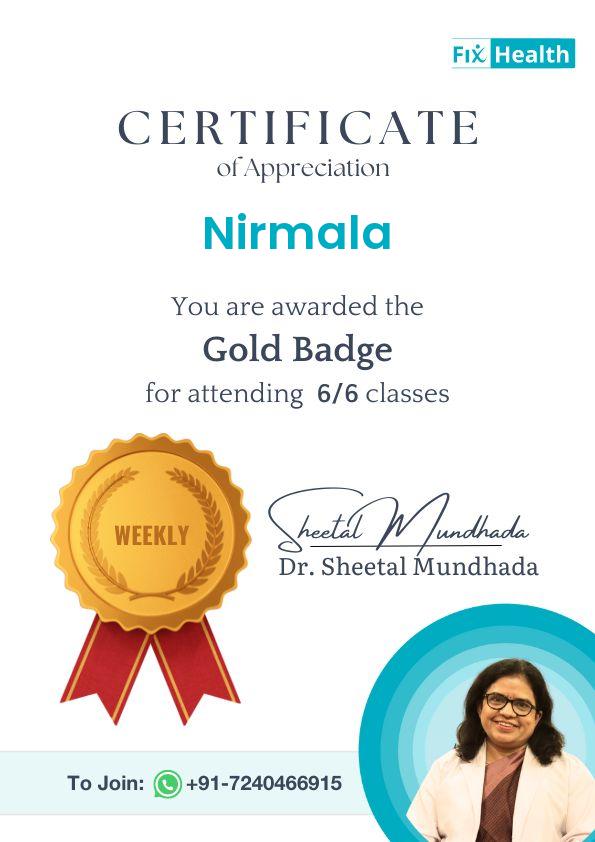 Fix Health
CERTIFICATE
of Appreciation
Nirmala
You are awarded the
Gold Badge
for attending 6/6 classes
WEEKLY
Sheetal Mundhada
Dr. Sheetal Mundhada
To Join: +91-7240466915